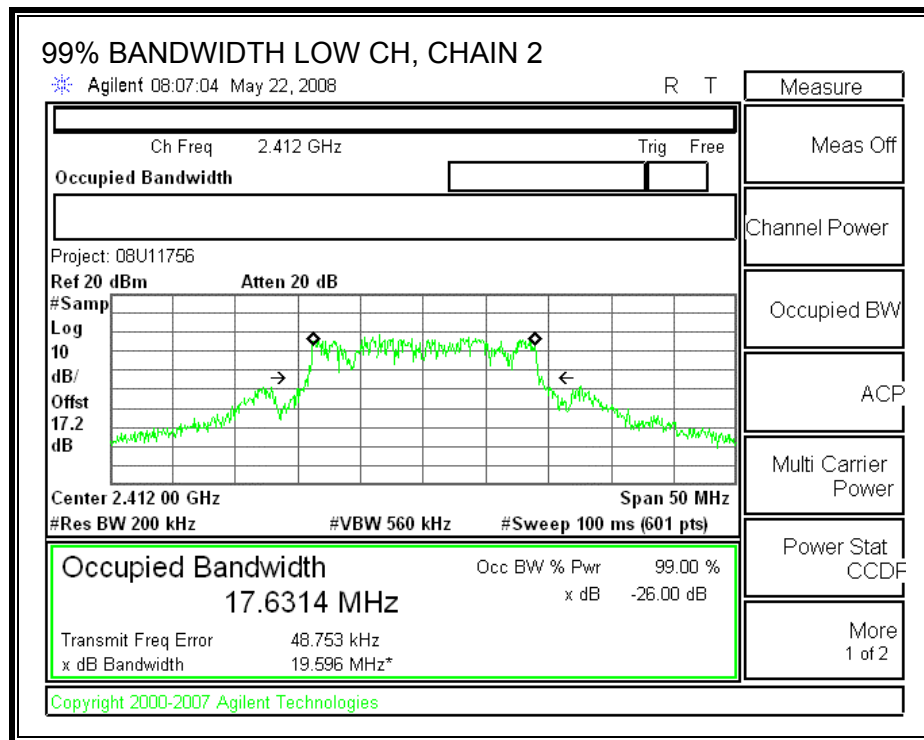 99% BANDWIDTH LOW CH, CHAIN 2
Agilent 08:07:04 May 22, 2008 R T
Measure
Ch Freq 2.412 GHz Trig Free
Occupied Bandwidth
Meas Off
Channel Power
Occupied BW
ACP
Multi Carrier
Power
Power Stat
CCDF
More
1 of 2
Project: 08U11756
Ref 20 dBm Atten 20 dB
#Samp
Log
10
dB/
Offst
17.2
dB
Center 2.412 00 GHz Span 50 MHz
#Res BW 200 kHz #VBW 560 kHz #Sweep 100 ms (601 pts)
Occupied Bandwidth Occ BW % Pwr 99.00 %
17.6314 MHz x dB -26.00 dB
Transmit Freq Error 48.753 kHz
x dB Bandwidth 19.596 MHz*
Copyright 2000-2007 Agilent Technologies